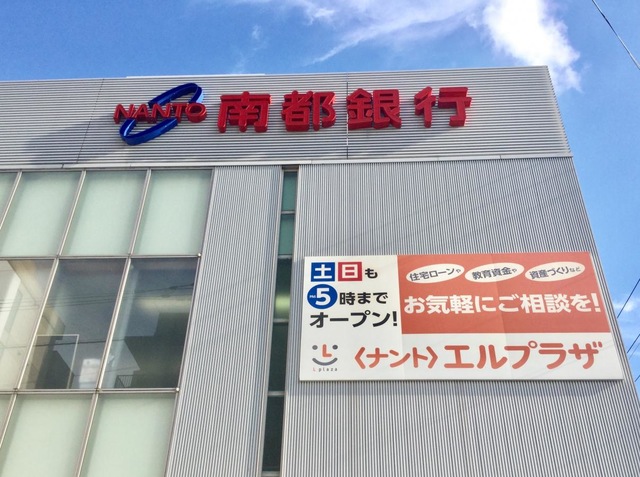 NANTO 南都銀行
土日も
5時まで
オープン!
住宅ローンや 教育資金や 資産づくりなど
お気軽にご相談を!
L plaza
〈ナント〉エルプラザ